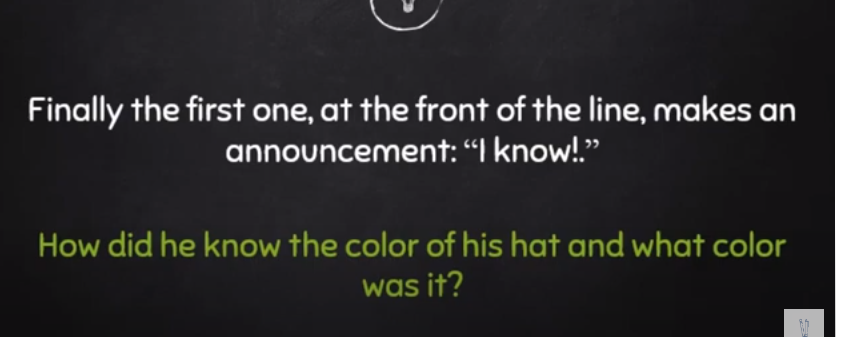 Finally the first one, at the front of the line, makes an
announcement: “I know!.”
How did he know the color of his hat and what color
was it?